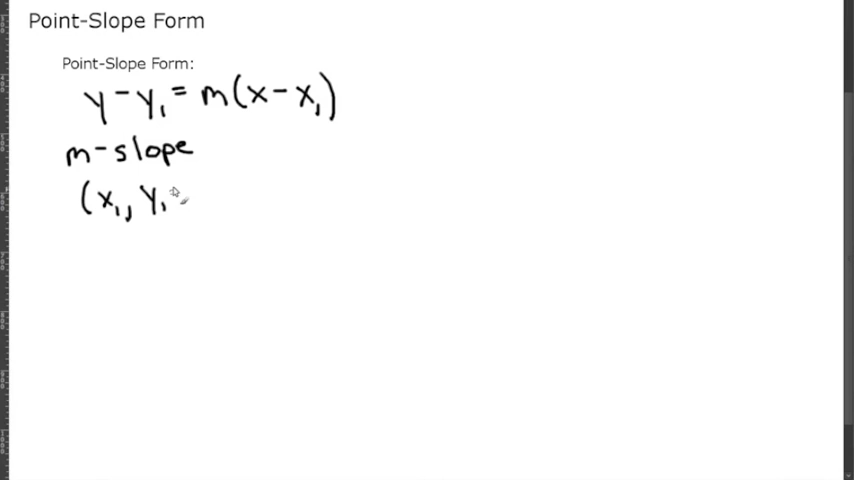 Point-Slope Form
Point-Slope Form:
y - y₁ = m(x - x₁)
m - slope
(x₁, y₁